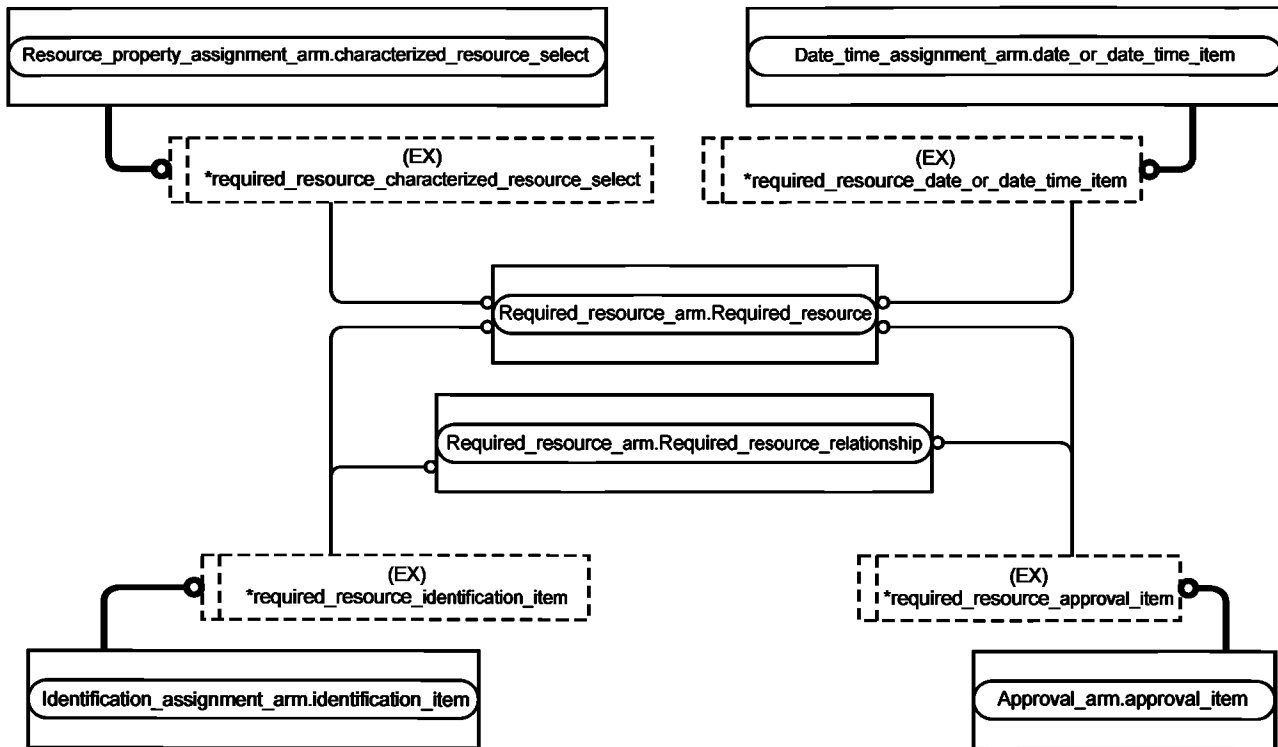 Resource_property_assignment_arm.characterized_resource_select
Date_time_assignment_arm.date_or_date_time_item
(EX)
*required_resource_characterized_resource_select
(EX)
*required_resource_date_or_date_time_item
Required_resource_arm.Required_resource
Required_resource_arm.Required_resource_relationship
(EX)
*required_resource_identification_item
(EX)
*required_resource_approval_item
Identification_assignment_arm.identification_item
Approval_arm.approval_item